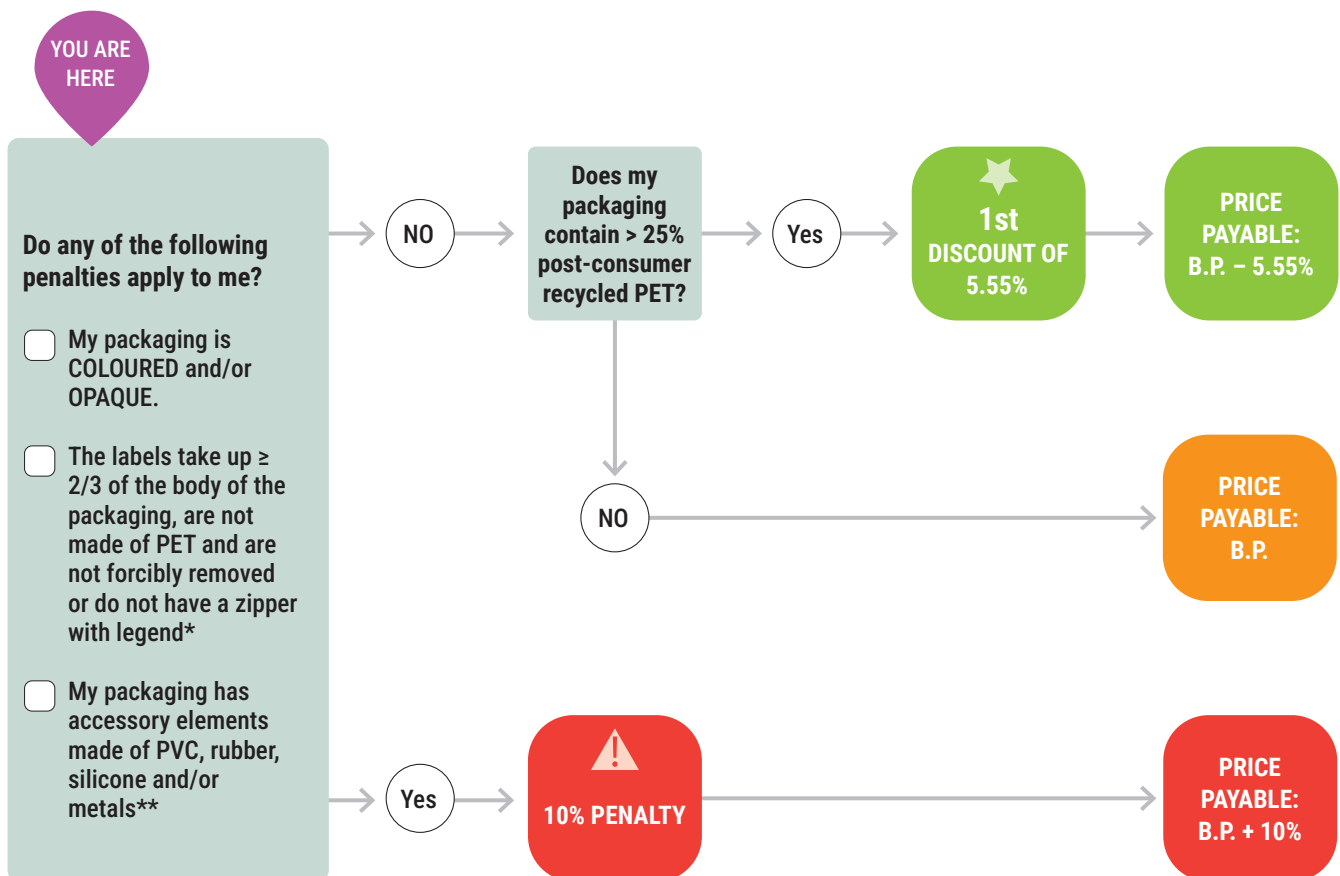 YOU ARE
HERE
Do any of the following
penalties apply to me?
My packaging is
COLOURED and/or
OPAQUE.
The labels take up ≥
2/3 of the body of the
packaging, are not
made of PET and are
not forcibly removed
or do not have a zipper
with legend*
My packaging has
accessory elements
made of PVC, rubber,
silicone and/or
metals**
NO
Does my
packaging
contain > 25%
post-consumer
recycled PET?
Yes
1st
DISCOUNT OF
5.55%
PRICE
PAYABLE:
B.P. – 5.55%
NO
PRICE
PAYABLE:
B.P.
Yes
10% PENALTY
PRICE
PAYABLE:
B.P. + 10%